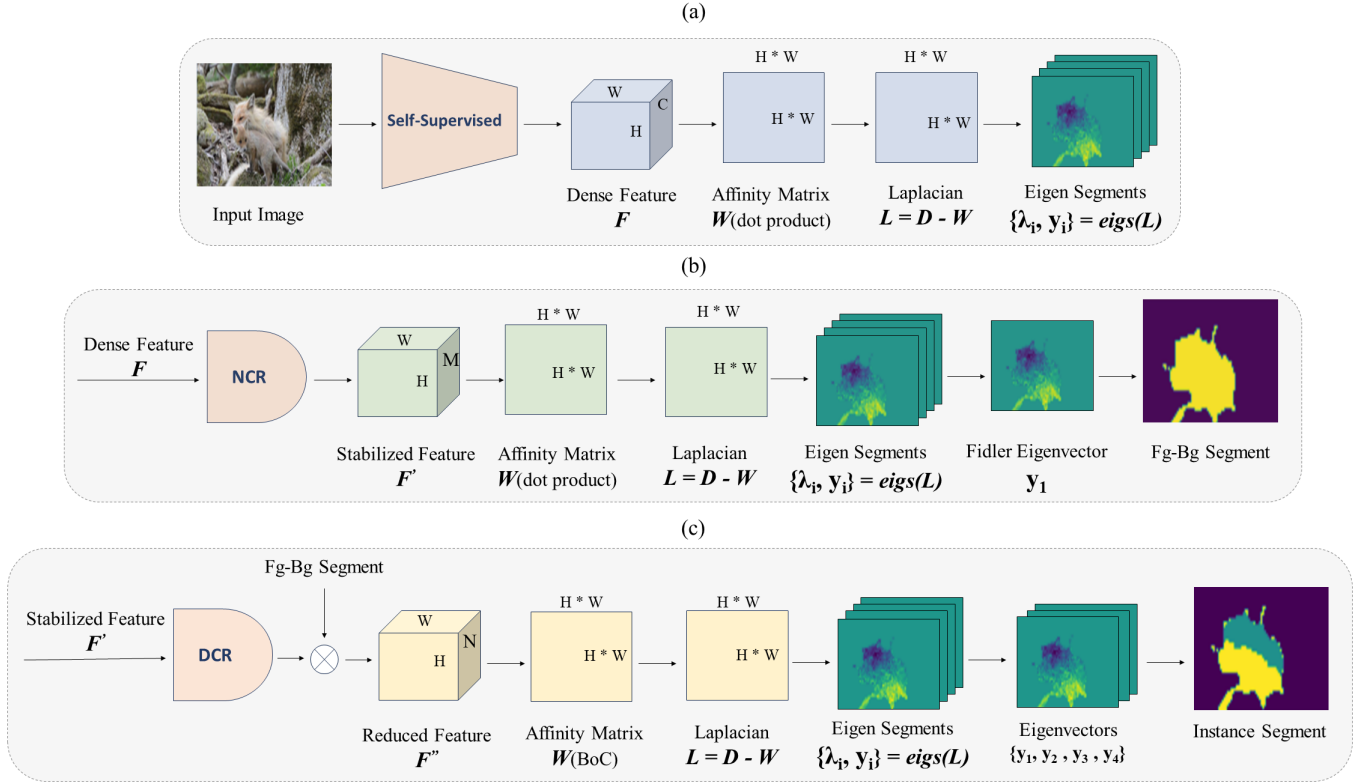 (a)
H * W
H * W
W
C
H
H * W
H * W
Self-Supervised
Input Image
Dense Feature
F
Affinity Matrix
W(dot product)
Laplacian
L = D - W
Eigen Segments
{λi, yi} = eigs(L)
(b)
H * W
H * W
Dense Feature
F
NCR
W
M
H
H * W
H * W
Stabilized Feature
F'
Affinity Matrix
W(dot product)
Laplacian
L = D - W
Eigen Segments
{λi, yi} = eigs(L)
Fidler Eigenvector
y1
Fg-Bg Segment
(c)
Fg-Bg Segment
H * W
H * W
Stabilized Feature
F'
DCR
W
N
H
H * W
H * W
Reduced Feature
F"
Affinity Matrix
W(BoC)
Laplacian
L = D - W
Eigen Segments
{λi, yi} = eigs(L)
Eigenvectors
{y1, y2 , y3 , y4}
Instance Segment